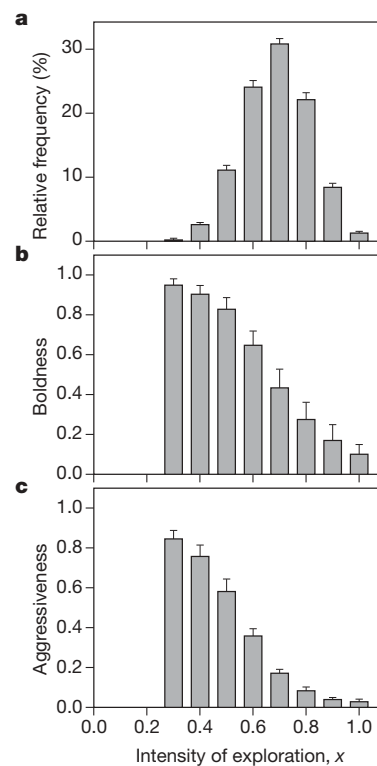 a
30
20
10
0
Relative frequency (%)
b
1.0
0.8
0.6
0.4
0.2
0.0
Boldness
c
1.0
0.8
0.6
0.4
0.2
0.0
Aggressiveness
0.0 0.2 0.4 0.6 0.8 1.0
Intensity of exploration, x